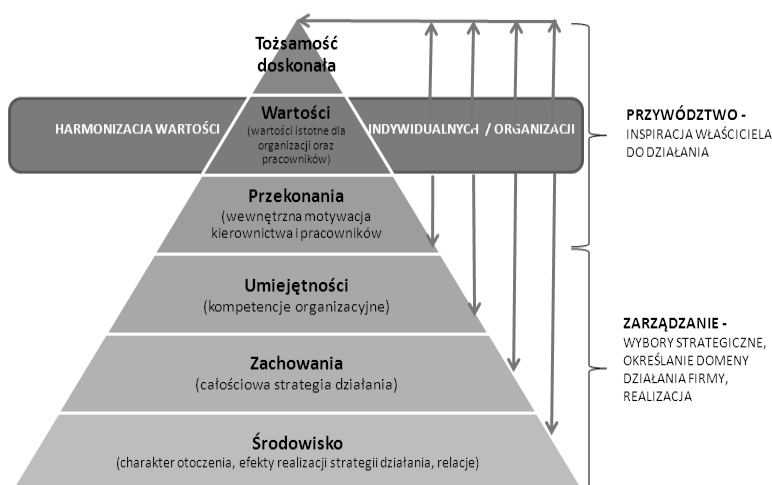 Tożsamość
doskonała
Wartości
(wartości istotne dla
organizacji oraz
pracowników)
HARMONIZACJA WARTOŚCI
INDYWIDUALNYCH / ORGANIZACJI
Przekonania
(wewnętrzna motywacja
kierownictwa i pracowników
Umiejętności
(kompetencje organizacyjne)
Zachowania
(całościowa strategia działania)
Środowisko
(charakter otoczenia, efekty realizacji strategii działania, relacje)
PRZYWÓDZTWO -
INSPIRACJA WŁAŚCICIELA
DO DZIAŁANIA
ZARZĄDZANIE -
WYBORY STRATEGICZNE,
OKREŚLANIE DOMENY
DZIAŁANIA FIRMY,
REALIZACJA